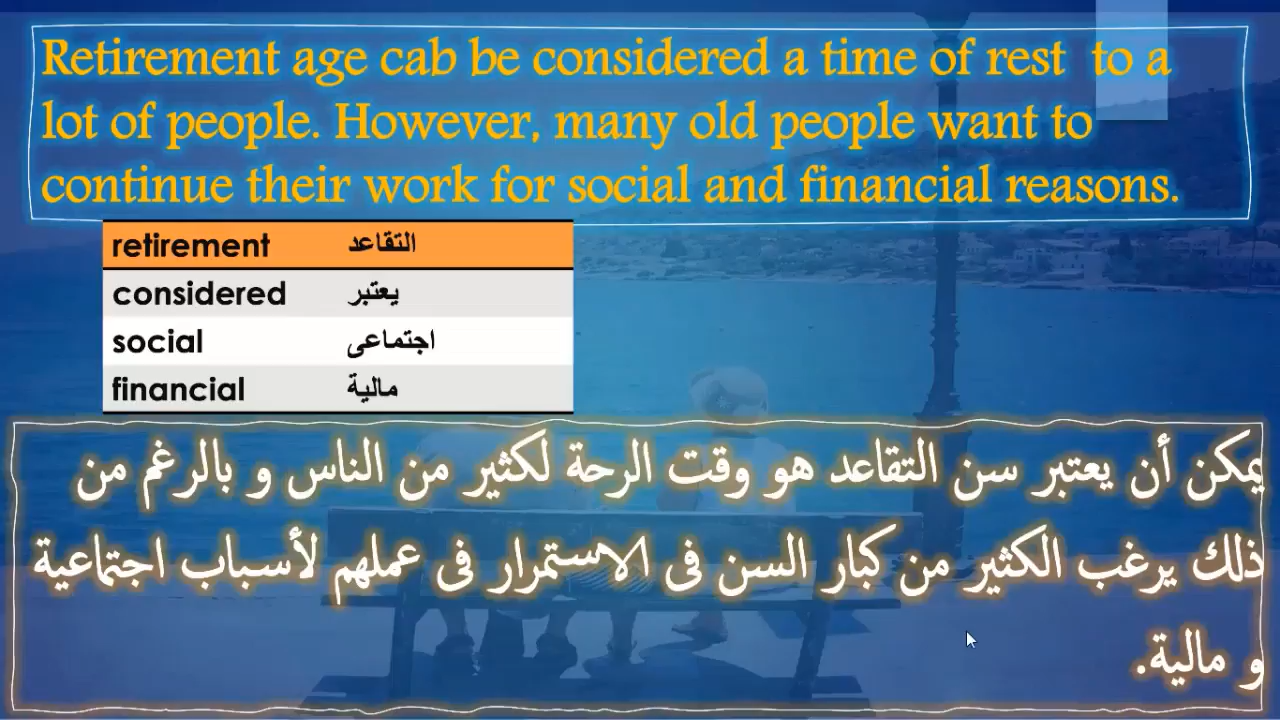 Retirement age cab be considered a time of rest to a
lot of people. However, many old people want to
continue their work for social and financial reasons.
retirement التقاعد
considered يعتبر
social اجتماعى
financial مالية
يمكن أن يعتبر سن التقاعد هو وقت الرحة لكثير من الناس و بالرغم من
ذلك يرغب الكثير من كبار السن فى الاستمرار فى عملهم لأسباب اجتماعية
و مالية.